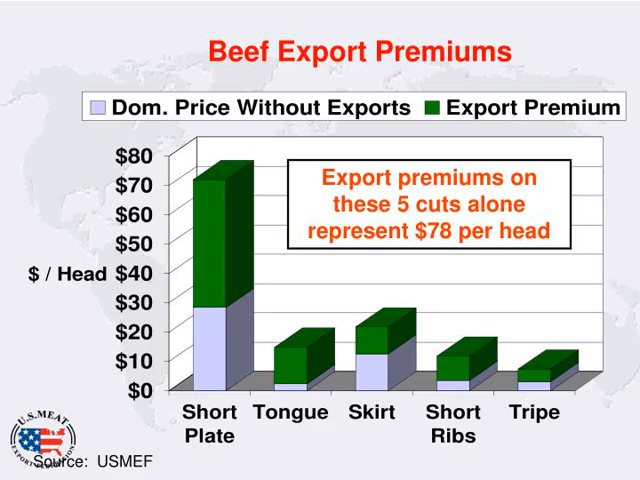 Beef Export Premiums
Dom. Price Without Exports
Export Premium
$80
$70
$60
$50
$40
$30
$20
$10
$0
$ / Head
Export premiums on
these 5 cuts alone
represent $78 per head
Short
Plate
Tongue
Skirt
Short
Ribs
Tripe
U.S. MEAT
EXPORT FEDERATION
Source:  USMEF